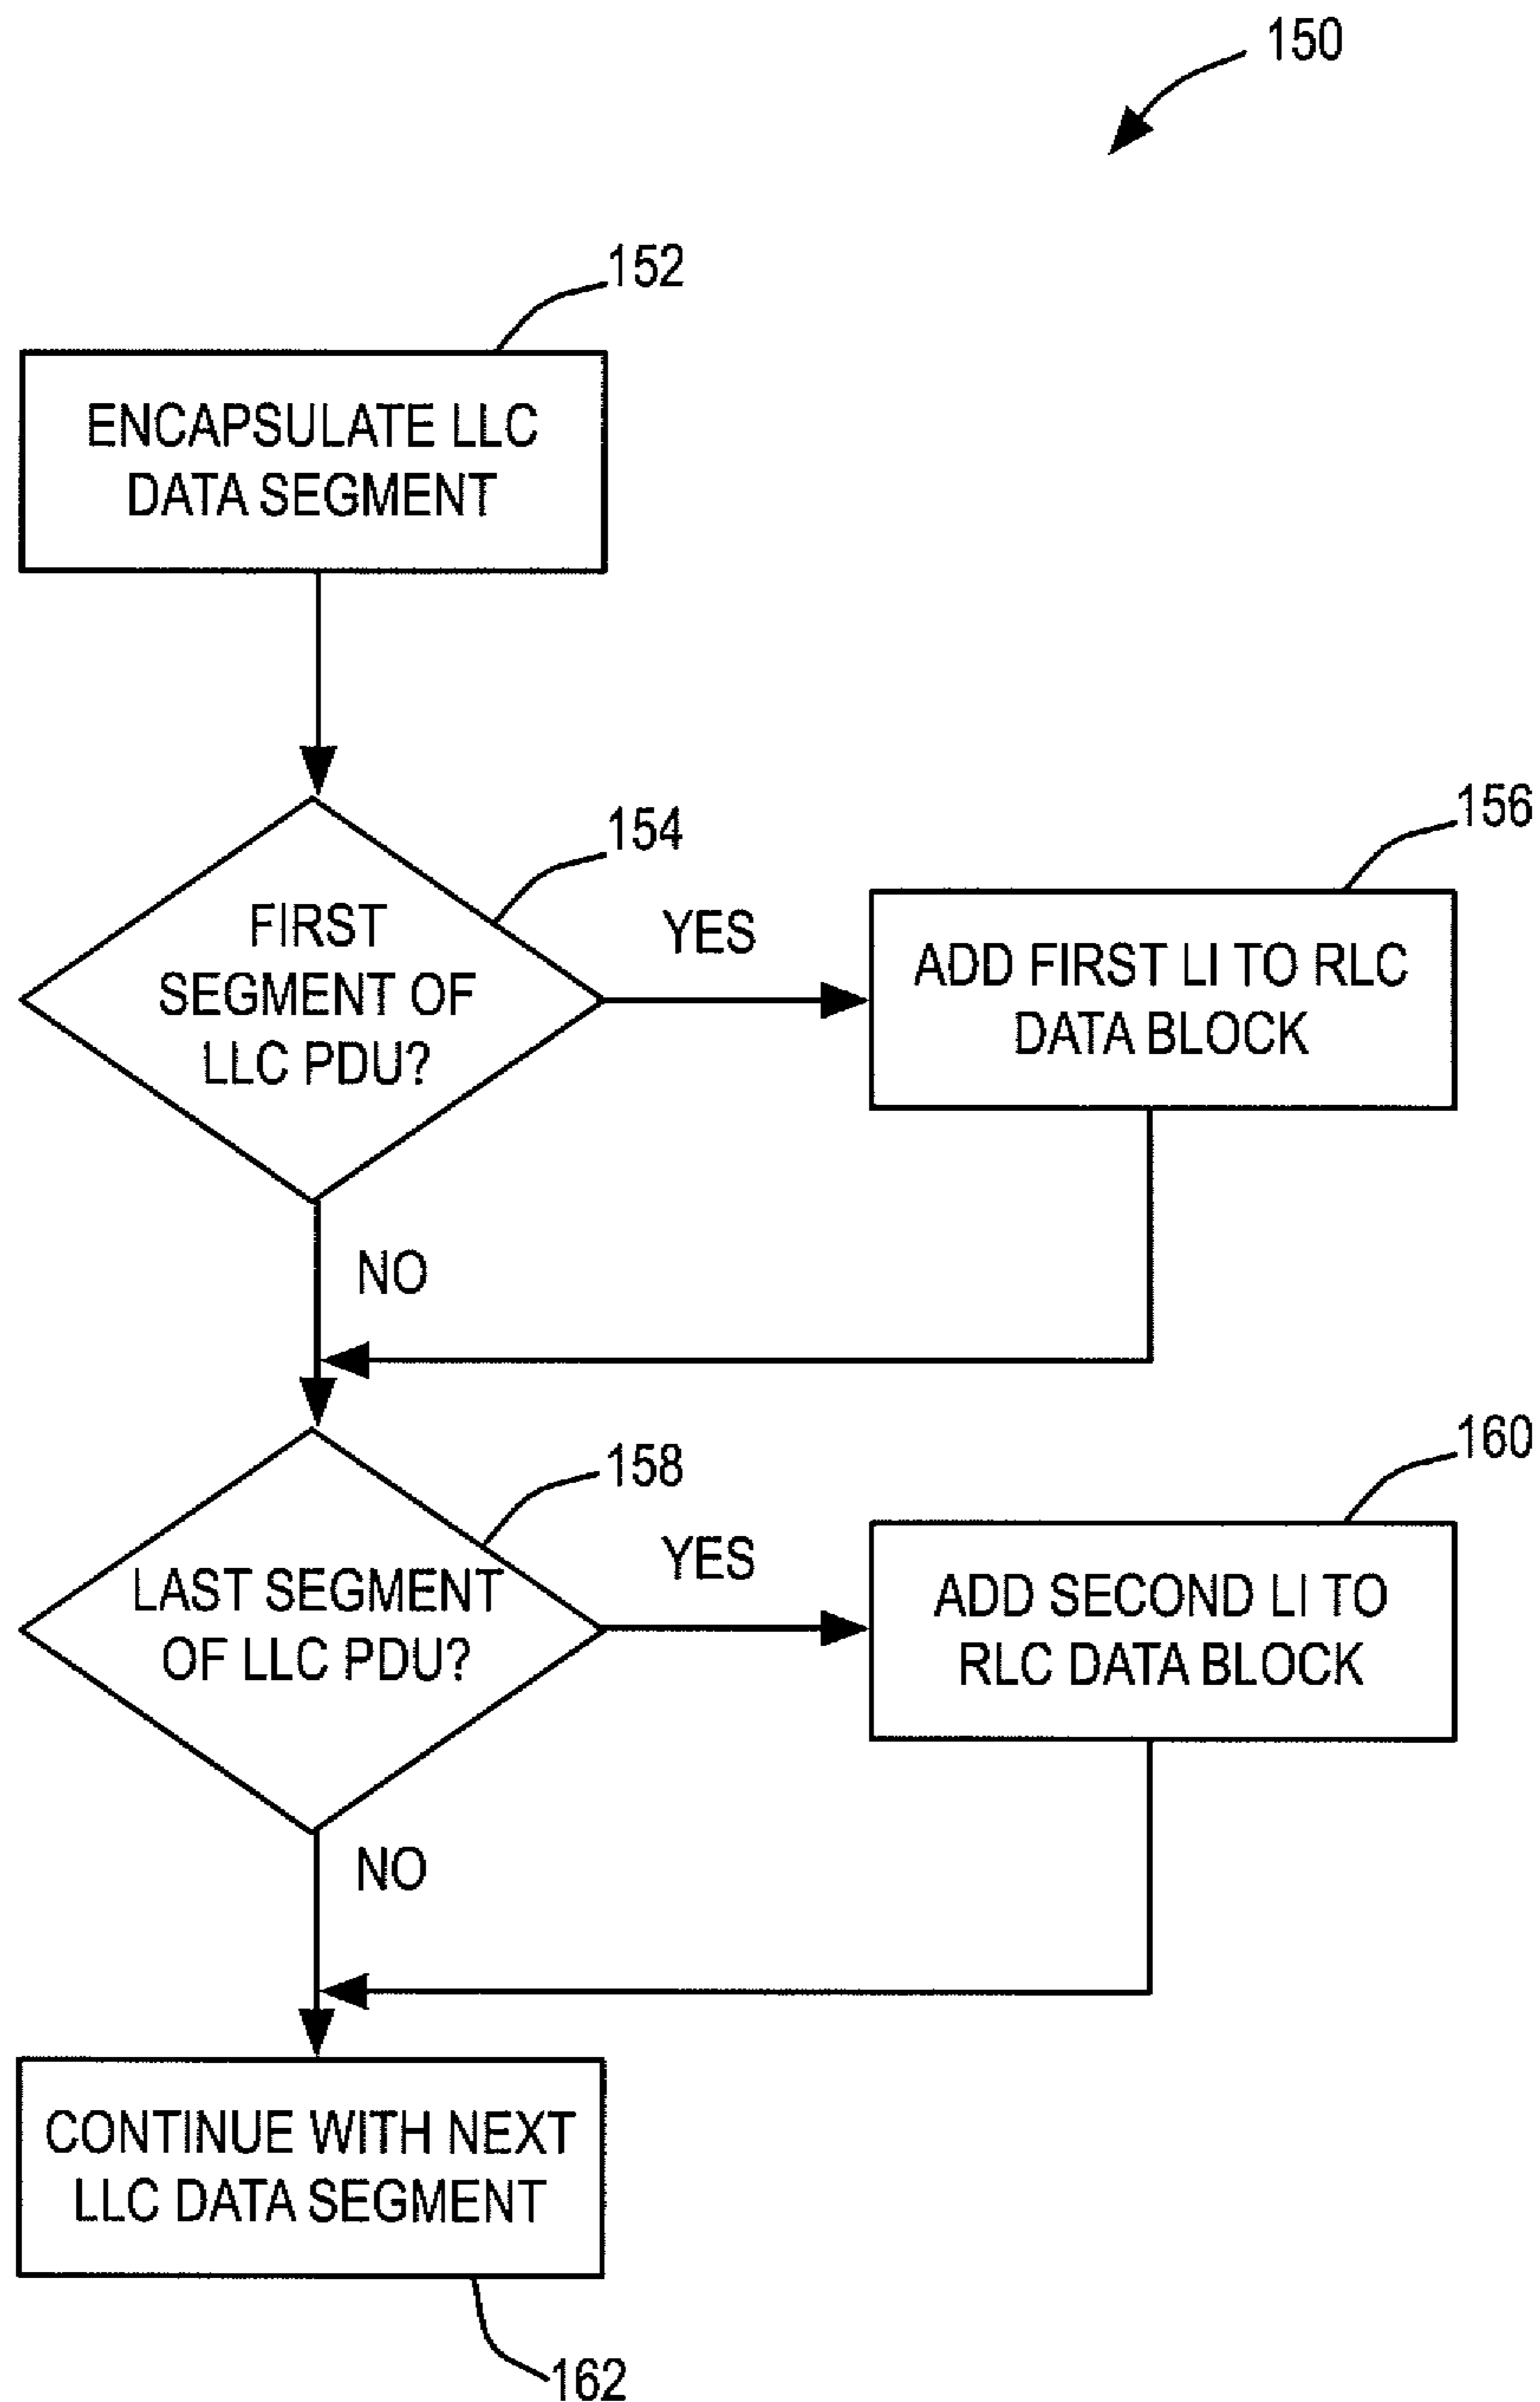 150
152
ENCAPSULATE LLC
DATA SEGMENT
154
FIRST
SEGMENT OF
LLC PDU?
YES
156
ADD FIRST LI TO RLC
DATA BLOCK
NO
158
LAST SEGMENT
OF LLC PDU?
YES
160
ADD SECOND LI TO
RLC DATA BLOCK
NO
CONTINUE WITH NEXT
LLC DATA SEGMENT
162